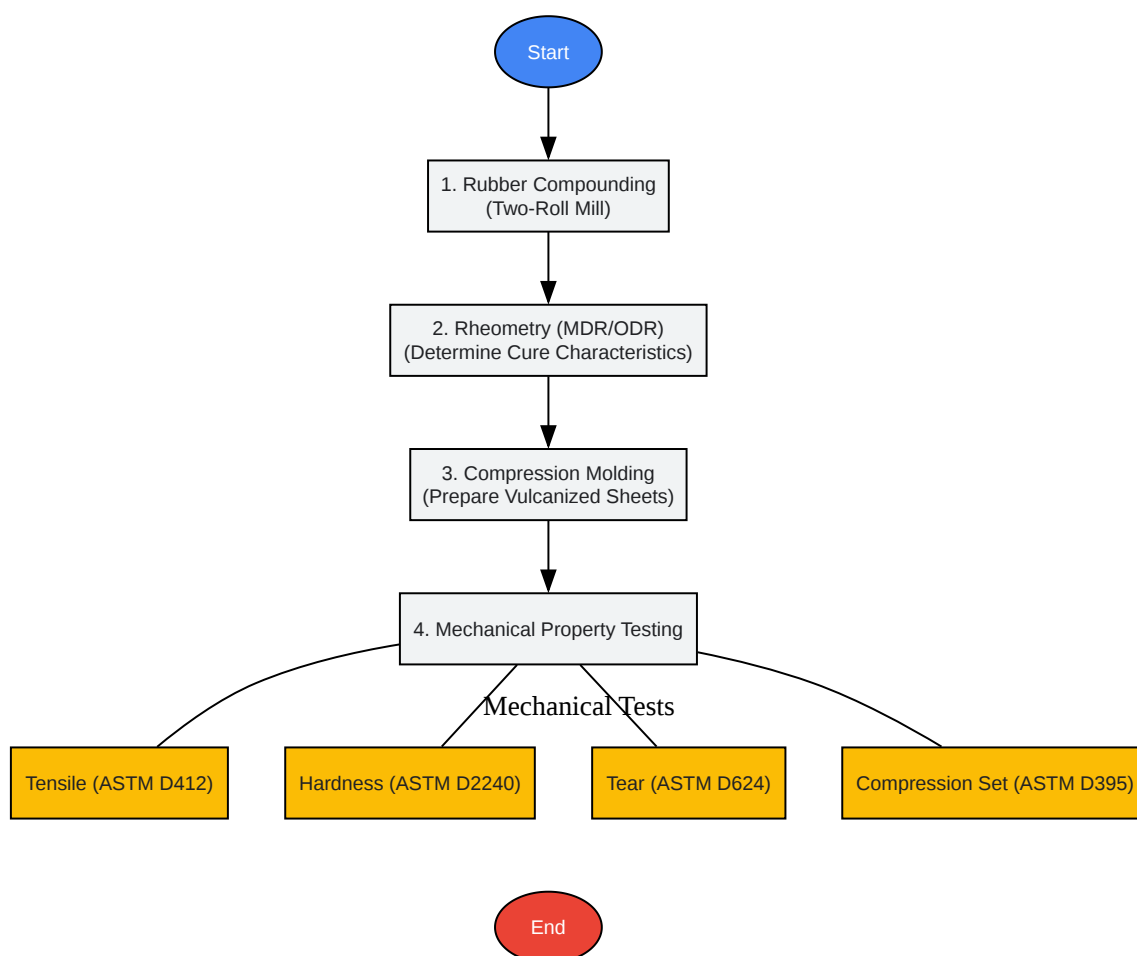 Start
1. Rubber Compounding
(Two-Roll Mill)
2. Rheometry (MDR/ODR)
(Determine Cure Characteristics)
3. Compression Molding
(Prepare Vulcanized Sheets)
4. Mechanical Property Testing
Mechanical Tests
Tensile (ASTM D412)
Hardness (ASTM D2240)
Tear (ASTM D624)
Compression Set (ASTM D395)
End